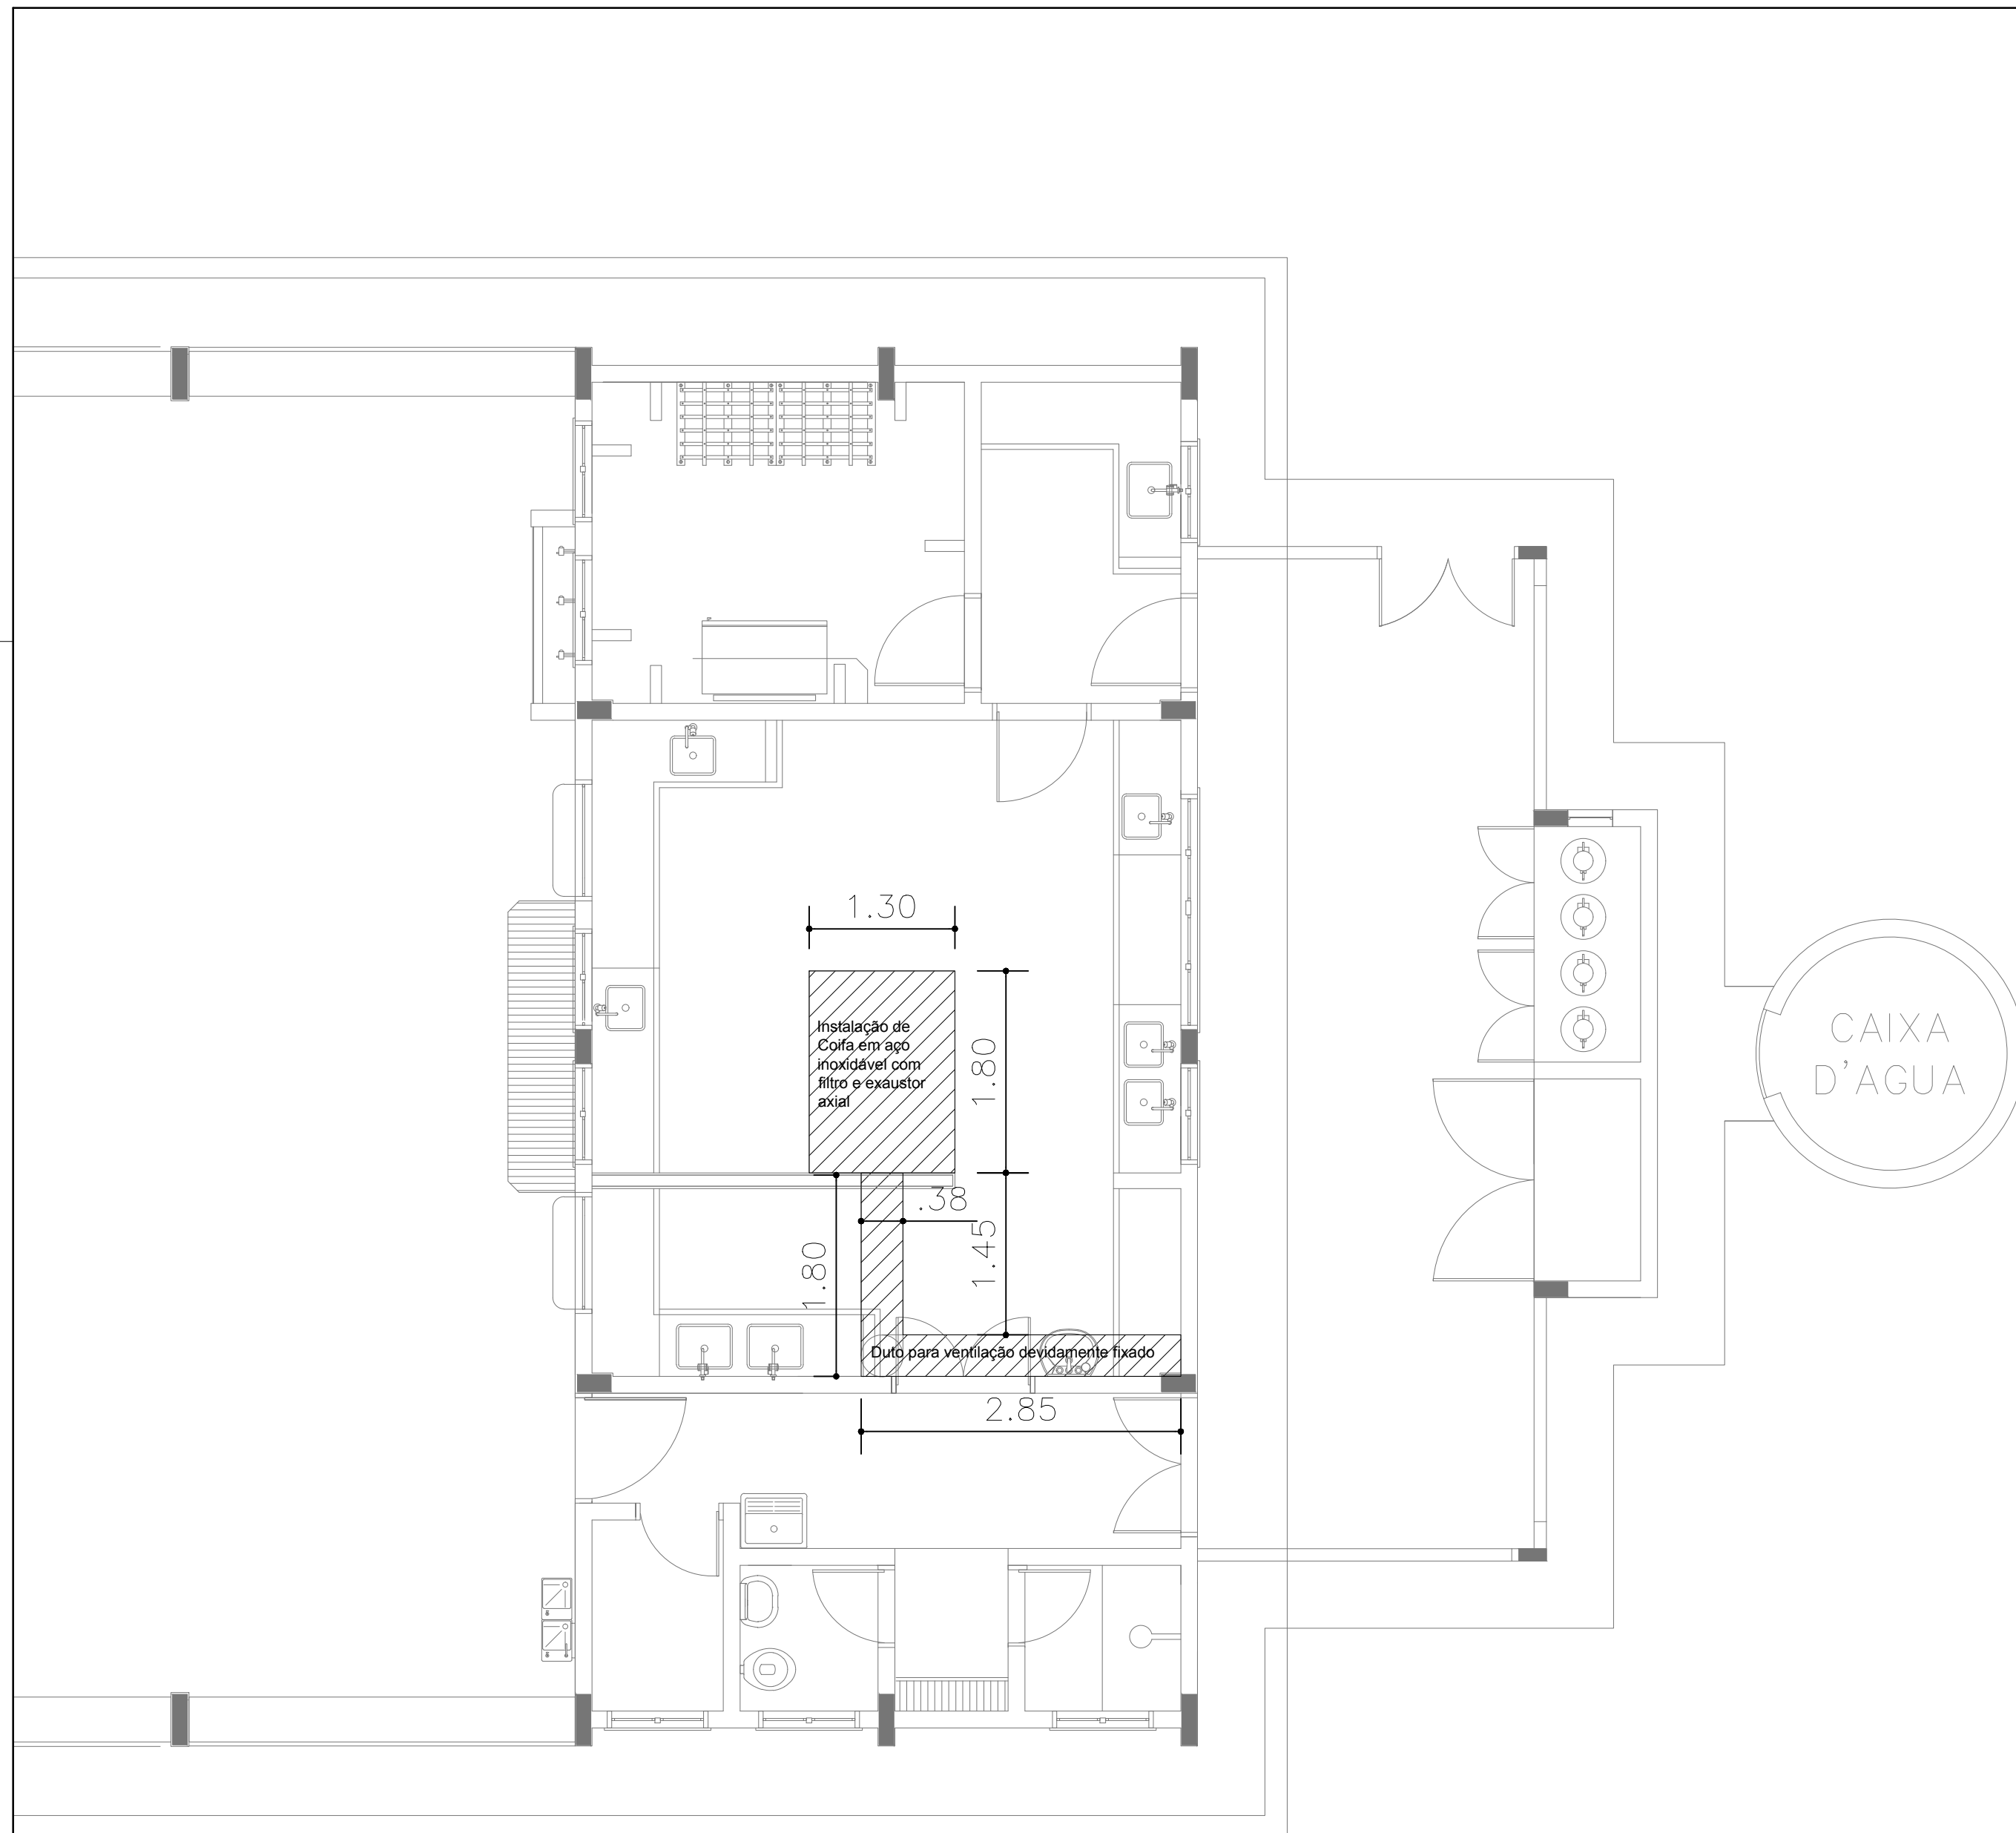 1.30
Instalação de
Coifa em aço
inoxidável com
filtro e exaustor
axial
1.80
CAIXA
D'AGUA
.38
1.45
1.80
Duto para ventilação devidamente fixado
2.85